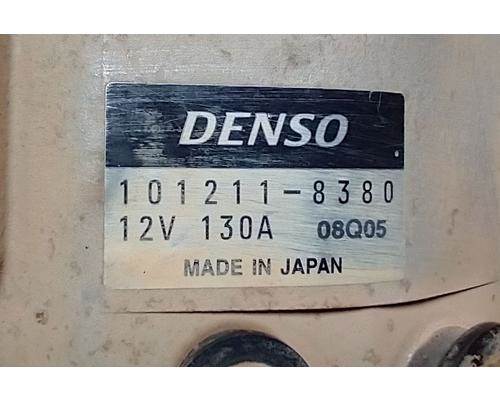 DENSO
101211-8380
12V 130A 08Q05
MADE IN JAPAN